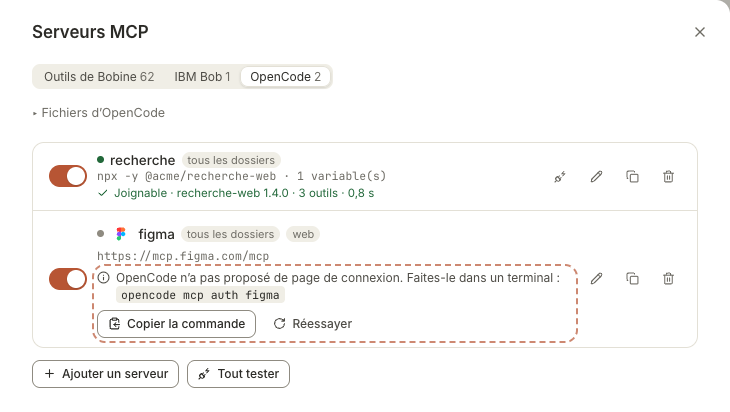 Serveurs MCP
Outils de Bobine 62 IBM Bob 1 OpenCode 2
Fichiers d’OpenCode
recherche tous les dossiers
npx -y @acme/recherche-web · 1 variable(s)
Joignable · recherche-web 1.4.0 · 3 outils · 0,8 s
figma tous les dossiers web
https://mcp.figma.com/mcp
OpenCode n’a pas proposé de page de connexion. Faites-le dans un terminal :
opencode mcp auth figma
Copier la commande Réessayer
Ajouter un serveur Tout tester